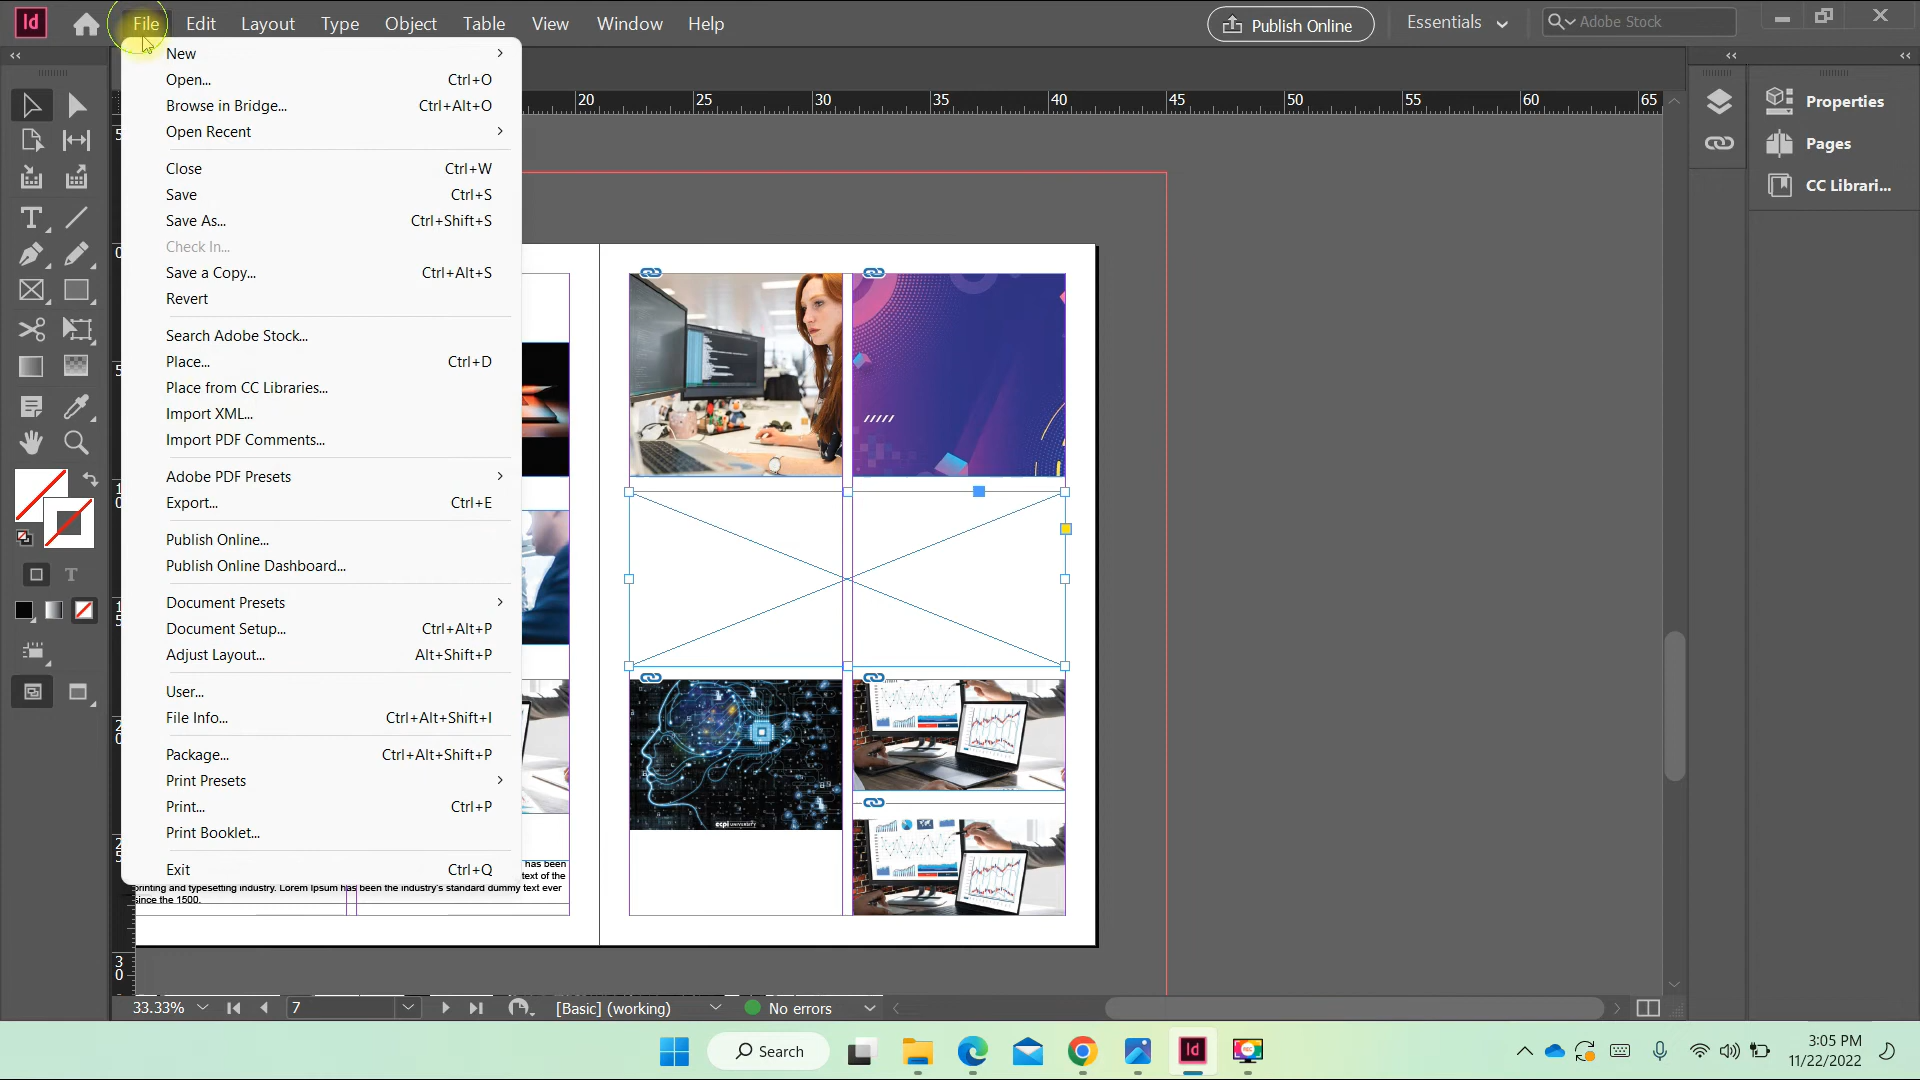 Id File Edit Layout Type Object Table View Window Help
Publish Online
Essentials
Adobe Stock
New
Open... Ctrl+O
Browse in Bridge... Ctrl+Alt+O
Open Recent
Close Ctrl+W
Save Ctrl+S
Save As... Ctrl+Shift+S
Check In...
Save a Copy... Ctrl+Alt+S
Revert
Search Adobe Stock...
Place... Ctrl+D
Place from CC Libraries...
Import XML...
Import PDF Comments...
Adobe PDF Presets
Export... Ctrl+E
Publish Online...
Publish Online Dashboard...
Document Presets
Document Setup... Ctrl+Alt+P
Adjust Layout... Alt+Shift+P
User...
File Info... Ctrl+Alt+Shift+I
Package... Ctrl+Alt+Shift+P
Print Presets
Print... Ctrl+P
Print Booklet...
Exit Ctrl+Q
20 25 30 35 40 45 50 55 60 65
Properties
Pages
CC Librari...
ecpi UNIVERSITY
has been
text of the
printing and typesetting industry. Lorem Ipsum has been the industry's standard dummy text ever
since the 1500.
33.33% 7 [Basic] (working) No errors
Search
Id
3:05 PM
11/22/2022